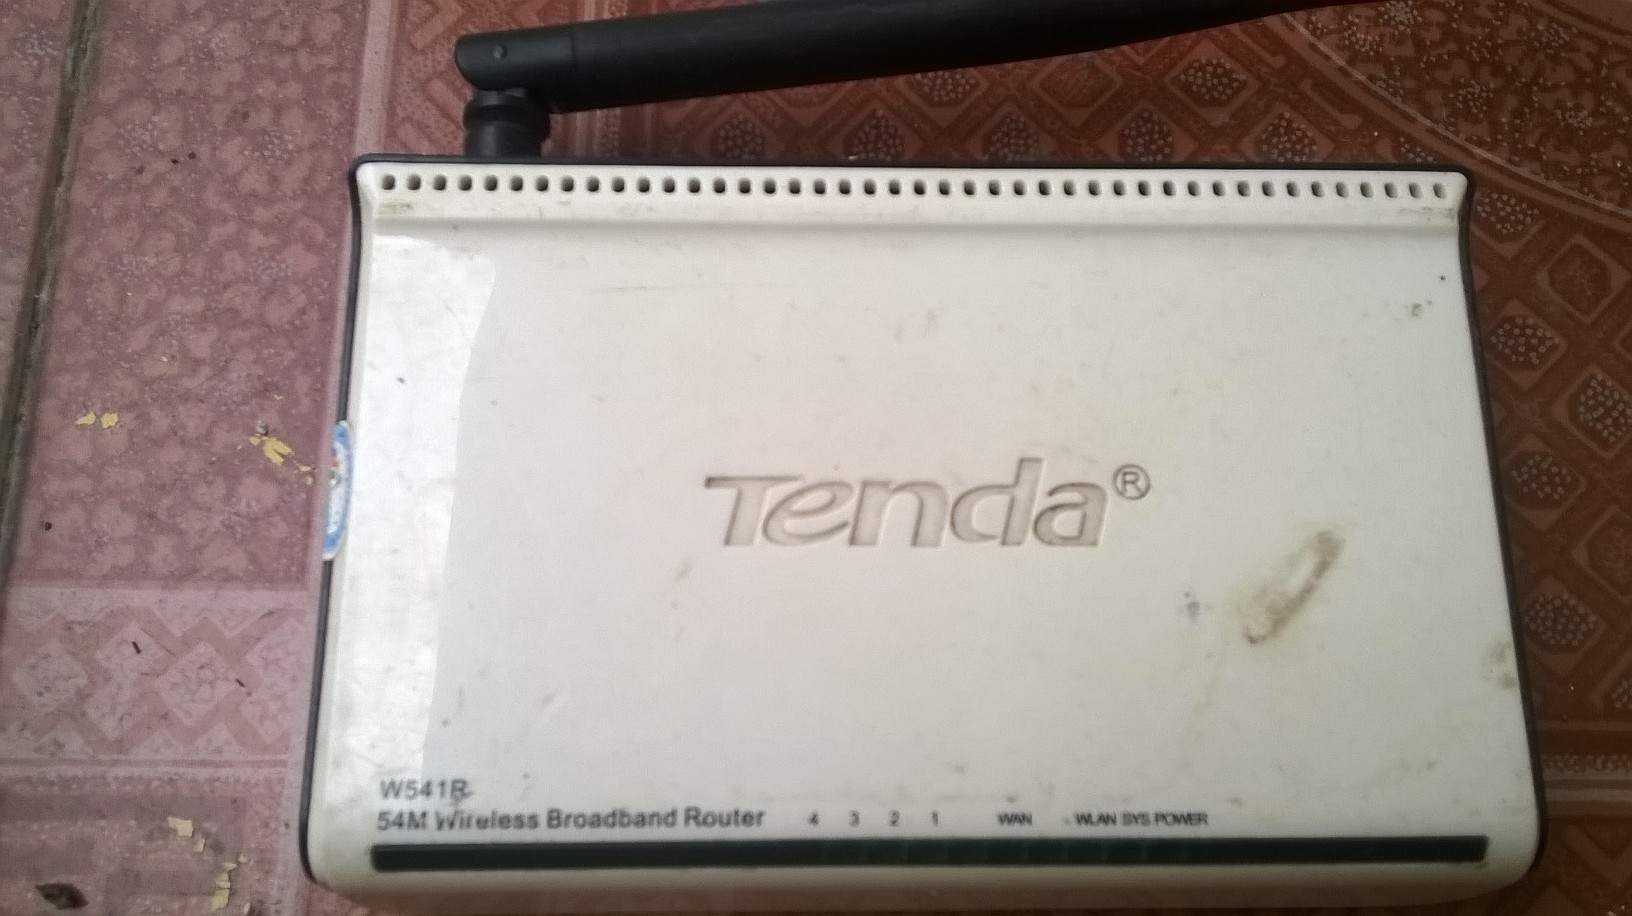 Tenda®
W541R
54M Wireless Broadband Router 4 3 2 1 WAN WLAN SYS POWER